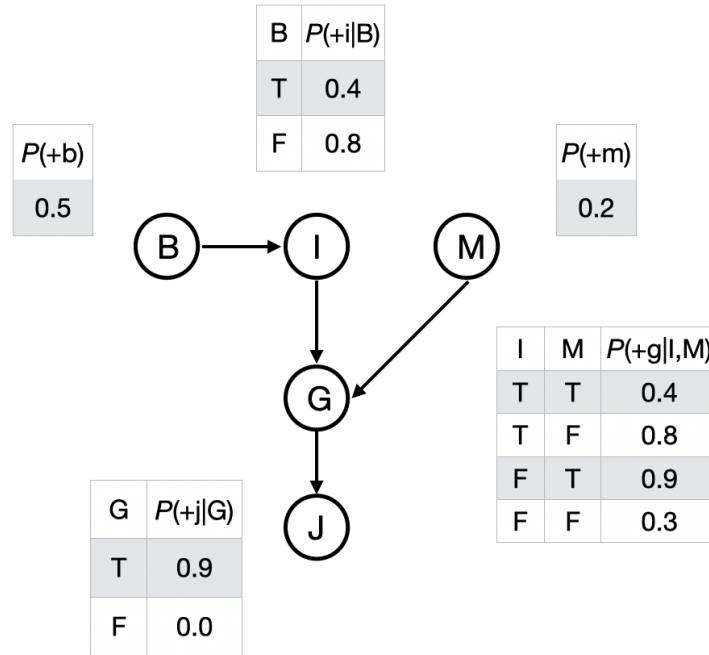 B P(+i|B)
T 0.4
F 0.8
P(+b)
0.5
P(+m)
0.2
B
I
M
G
J
I M P(+g|I,M)
T T 0.4
T F 0.8
F T 0.9
F F 0.3
G P(+j|G)
T 0.9
F 0.0